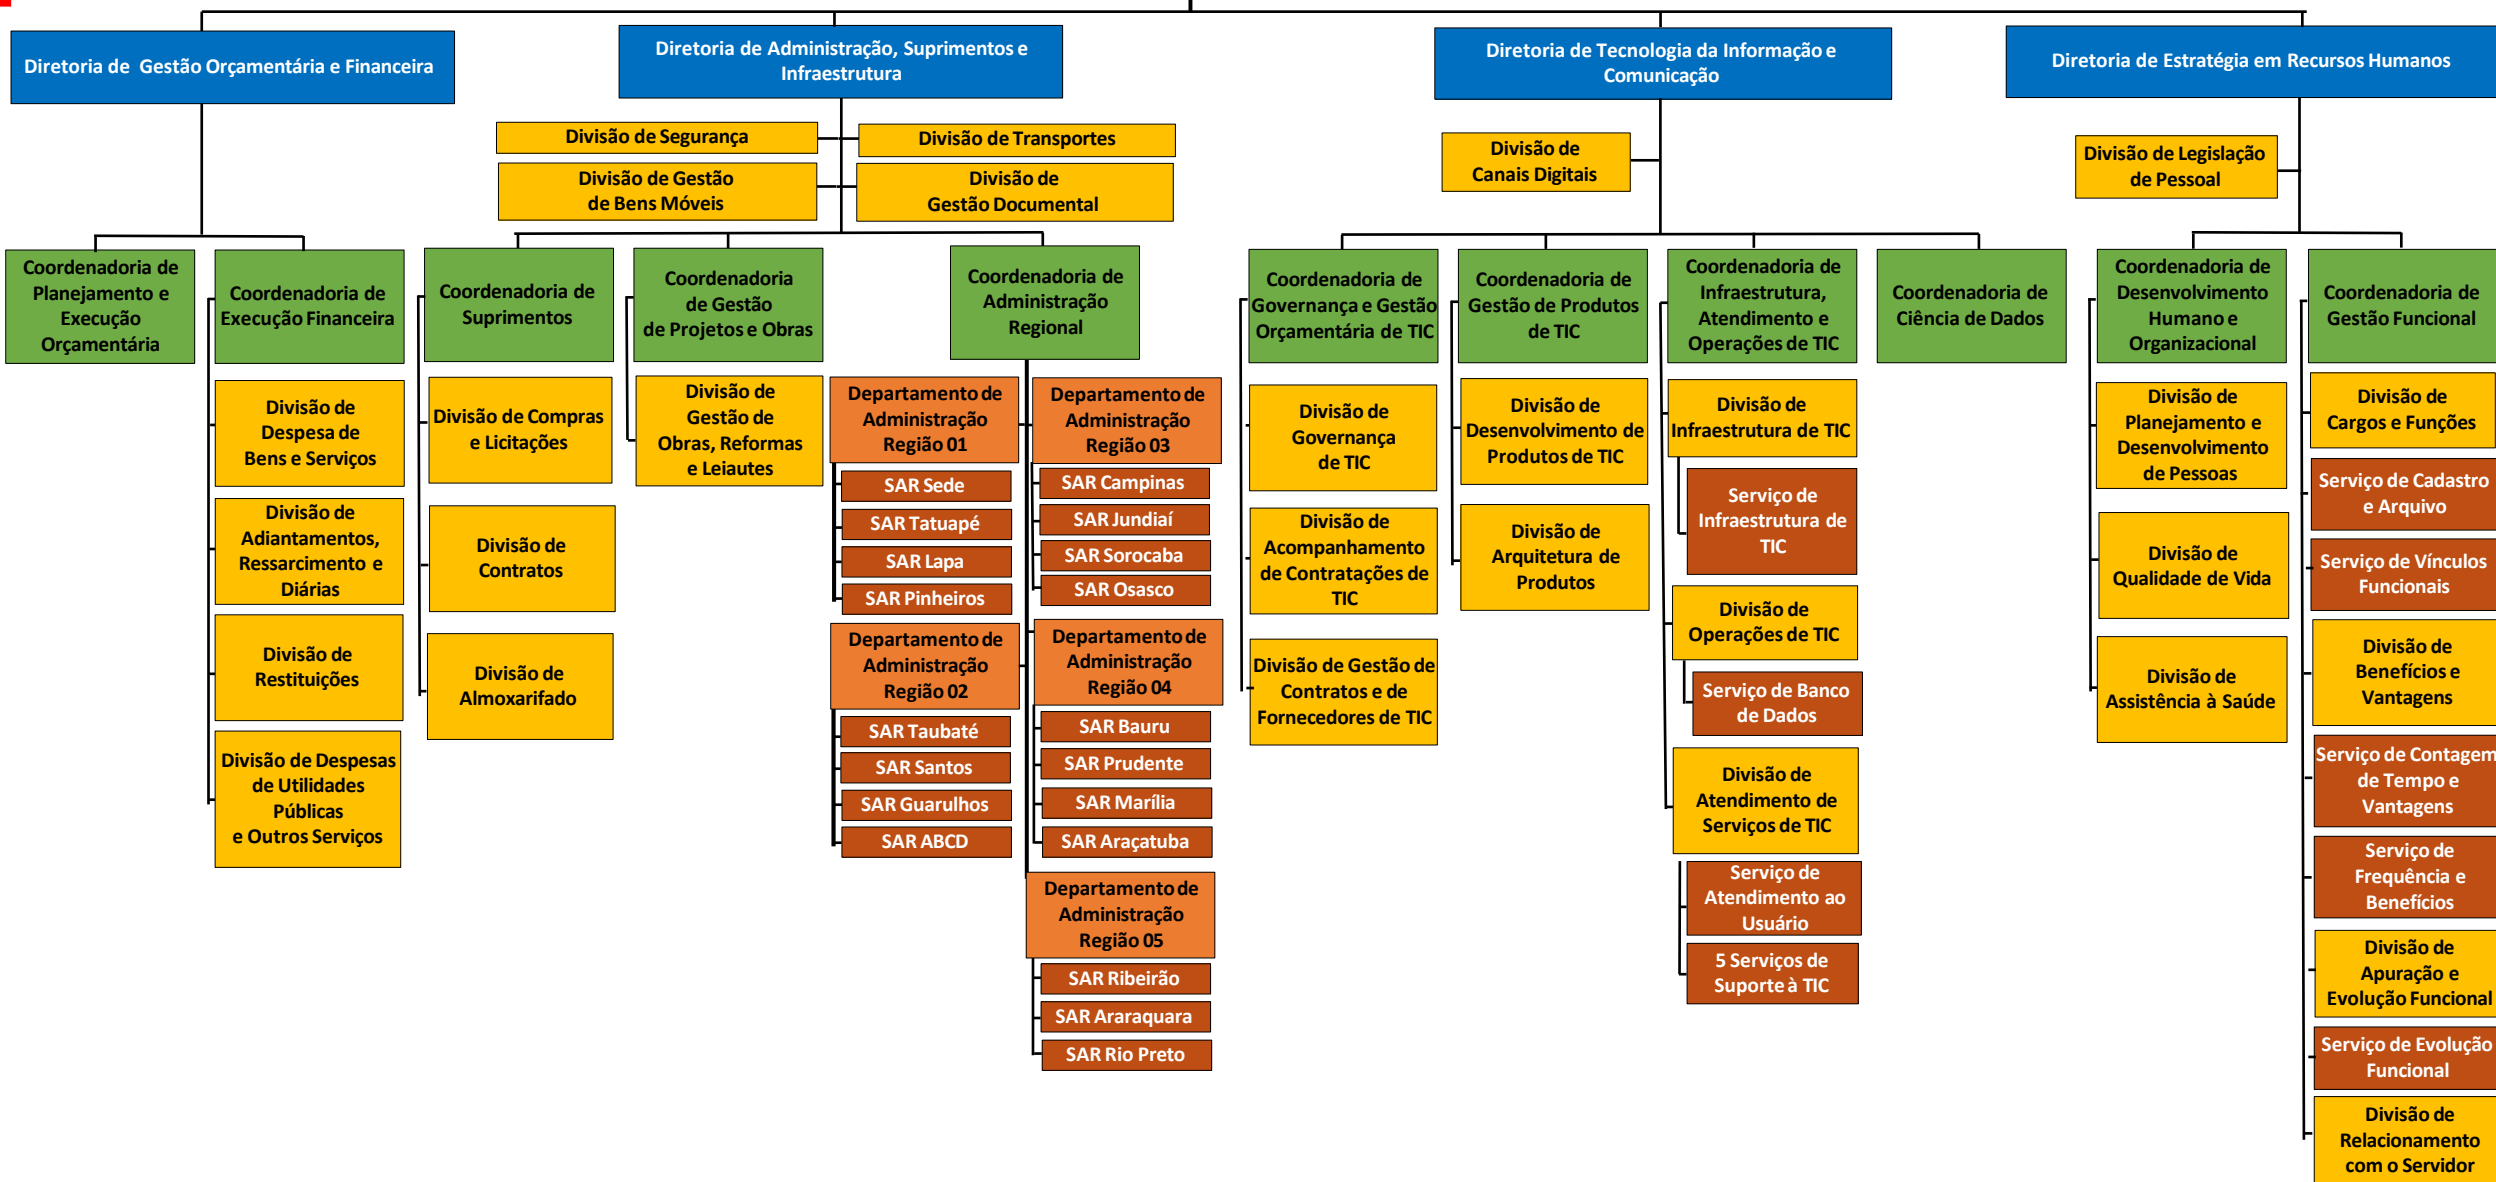 Diretoria de Gestão Orçamentária e Financeira
Diretoria de Administração, Suprimentos e
Infraestrutura
Diretoria de Tecnologia da Informação e
Comunicação
Diretoria de Estratégia em Recursos Humanos
Divisão de Segurança
Divisão de Transportes
Divisão de Gestão
de Bens Móveis
Divisão de
Gestão Documental
Divisão de
Canais Digitais
Divisão de Legislação
de Pessoal
Coordenadoria de
Planejamento e
Execução
Orçamentária
Coordenadoria de
Execução Financeira
Divisão de
Despesa de
Bens e Serviços
Divisão de
Adiantamentos,
Ressarcimento e
Diárias
Divisão de
Restituições
Divisão de Despesas
de Utilidades
Públicas
e Outros Serviços
Coordenadoria de
Suprimentos
Divisão de Compras
e Licitações
Divisão de
Contratos
Divisão de
Almoxarifado
Coordenadoria
de Gestão
de Projetos e Obras
Divisão de
Gestão de
Obras, Reformas
e Leiautes
Coordenadoria de
Administração
Regional
Departamento de
Administração
Região 01
SAR Sede
SAR Tatuapé
SAR Lapa
SAR Pinheiros
Departamento de
Administração
Região 02
SAR Taubaté
SAR Santos
SAR Guarulhos
SAR ABCD
Departamento de
Administração
Região 03
SAR Campinas
SAR Jundiaí
SAR Sorocaba
SAR Osasco
Departamento de
Administração
Região 04
SAR Bauru
SAR Prudente
SAR Marília
SAR Araçatuba
Departamento de
Administração
Região 05
SAR Ribeirão
SAR Araraquara
SAR Rio Preto
Coordenadoria de
Governança e Gestão
Orçamentária de TIC
Divisão de
Governança
de TIC
Divisão de
Acompanhamento
de Contratações de
TIC
Divisão de Gestão de
Contratos e de
Fornecedores de TIC
Coordenadoria de
Gestão de Produtos
de TIC
Divisão de
Desenvolvimento de
Produtos de TIC
Divisão de
Arquitetura de
Produtos
Coordenadoria de
Infraestrutura,
Atendimento e
Operações de TIC
Divisão de
Infraestrutura de TIC
Serviço de
Infraestrutura de
TIC
Divisão de
Operações de TIC
Serviço de Banco
de Dados
Divisão de
Atendimento de
Serviços de TIC
Serviço de
Atendimento ao
Usuário
5 Serviços de
Suporte à TIC
Coordenadoria de
Ciência de Dados
Coordenadoria de
Desenvolvimento
Humano e
Organizacional
Divisão de
Planejamento e
Desenvolvimento
de Pessoas
Divisão de
Qualidade de Vida
Divisão de
Assistência à Saúde
Coordenadoria de
Gestão Funcional
Divisão de
Cargos e Funções
Serviço de Cadastro
e Arquivo
Serviço de Vínculos
Funcionais
Divisão de
Benefícios e
Vantagens
Serviço de Contagem
de Tempo e
Vantagens
Serviço de
Frequência e
Benefícios
Divisão de
Apuração e
Evolução Funcional
Serviço de Evolução
Funcional
Divisão de
Relacionamento
com o Servidor